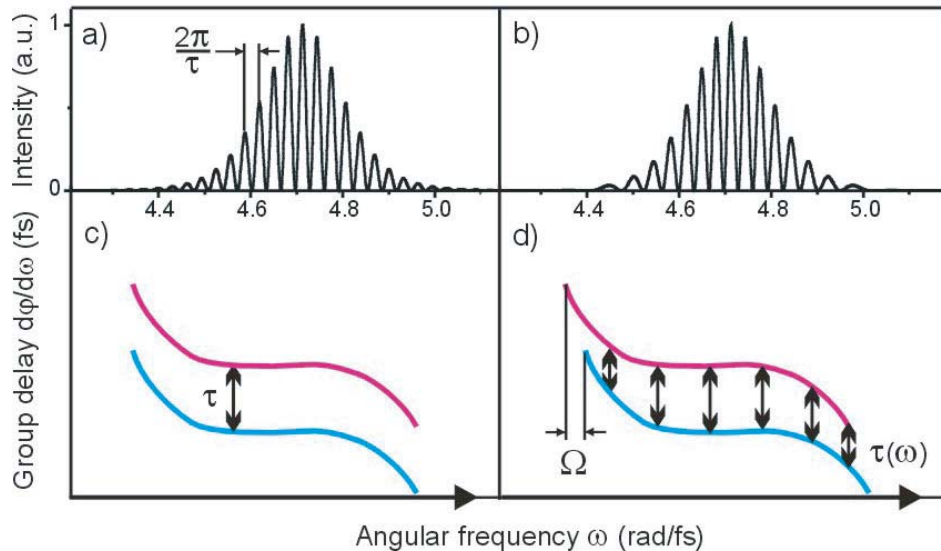 Intensity (a.u.)
1
0
a)
2π
τ
4.4 4.6 4.8 5.0
b)
4.4 4.6 4.8 5.0
Group delay dφ/dω (fs)
c)
τ
d)
Ω
τ(ω)
Angular frequency ω (rad/fs)